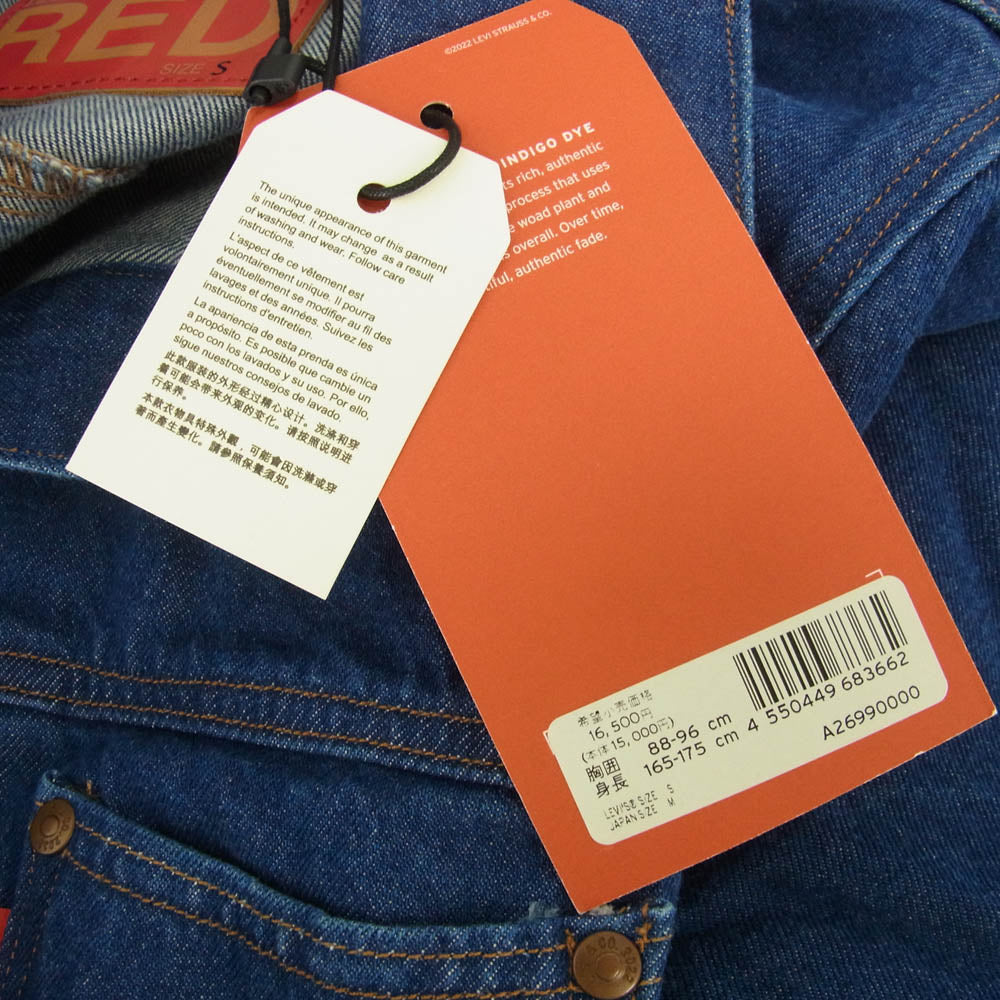 RED
SIZE S
©2022 LEVI STRAUSS & CO.
INDIGO DYE
ts rich, authentic
process that uses
e woad plant and
s overall. Over time,
tiful, authentic fade.
The unique appearance of this garment
is intended. It may change as a result
of washing and wear. Follow care
instructions.
L'aspect de ce vêtement est
volontairement unique. Il pourra
éventuellement se modifier au fil des
lavages et des années. Suivez les
instructions d'entretien.
La apariencia de esta prenda es única
a propósito. Es posible que cambie un
poco con los lavados y su uso. Por ello,
sigue nuestros consejos de lavado.
此款服装的外形经过精心设计。洗涤和穿
着可能会带来外观的变化。请按照说明进
行保养。
本款衣物具特殊外觀，可能會因洗滌或穿
著而產生變化。請參照保養須知。
希望小売価格
16,500円
(本体15,000円)
胸囲 88-96 cm
身長 165-175 cm
LEVI'S® SIZE S
JAPAN SIZE M
4 550449 683662
A26990000